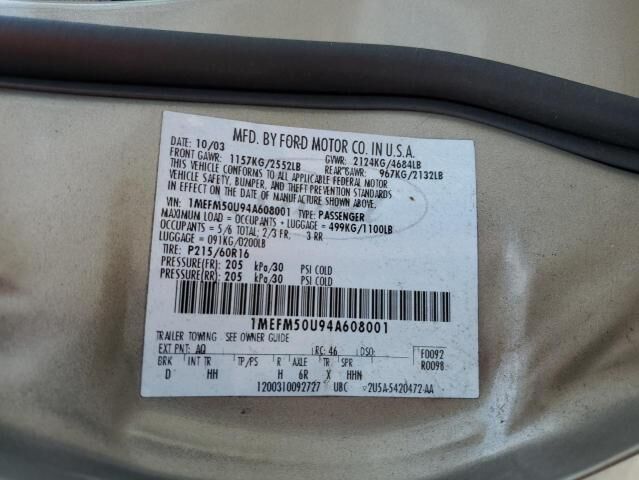 MFD. BY FORD MOTOR CO. IN U.S.A.
DATE: 10/03 GVWR: 2124KG/4684LB
FRONT GAWR: 1157KG/2552LB REAR GAWR: 967KG/2132LB
THIS VEHICLE CONFORMS TO ALL APPLICABLE FEDERAL MOTOR
VEHICLE SAFETY, BUMPER, AND THEFT PREVENTION STANDARDS
IN EFFECT ON THE DATE OF MANUFACTURE SHOWN ABOVE.
VIN: 1MEFM50U94A608001 TYPE: PASSENGER
MAXIMUM LOAD = OCCUPANTS + LUGGAGE = 499KG/1100LB
OCCUPANTS = 5/6 TOTAL; 2/3 FR, 3 RR
LUGGAGE = 091KG/0200LB
TIRE: P215/60R16
PRESSURE(FR): 205 kPa/30 PSI COLD
PRESSURE(RR): 205 kPa/30 PSI COLD
1MEFM50U94A608001
TRAILER TOWING - SEE OWNER GUIDE
EXT PNT: AQ RC: 46 DSO: F0092
BRK INT TR TP/PS R AXLE TR SPR R0098
D HH H 6R X HHN
1200310092727 UBC 2U5A-5420472-AA